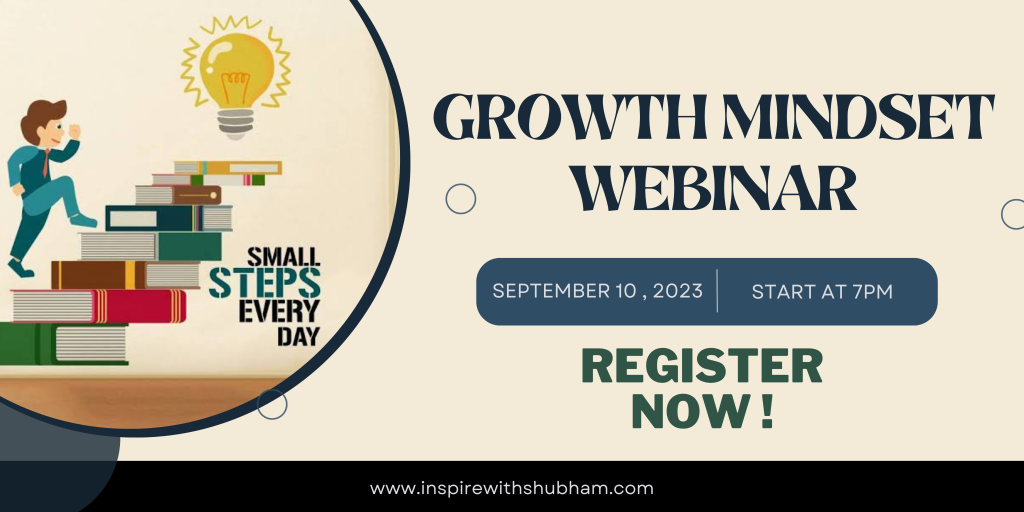 SMALL
STEPS
EVERY
DAY
GROWTH MINDSET
WEBINAR
SEPTEMBER 10 , 2023
START AT 7PM
REGISTER
NOW !
www.inspirewithshubham.com